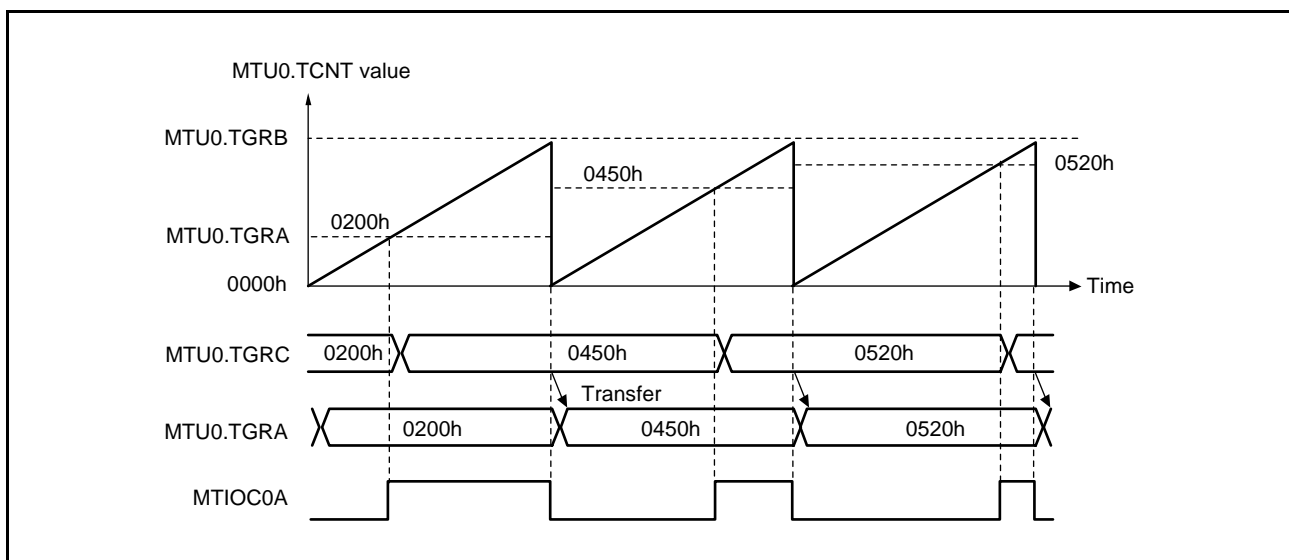 MTU0.TCNT value
MTU0.TGRB
0520h
0450h
0200h
MTU0.TGRA
0000h
Time
MTU0.TGRC 0200h 0450h 0520h
Transfer
MTU0.TGRA 0200h 0450h 0520h
MTIOC0A